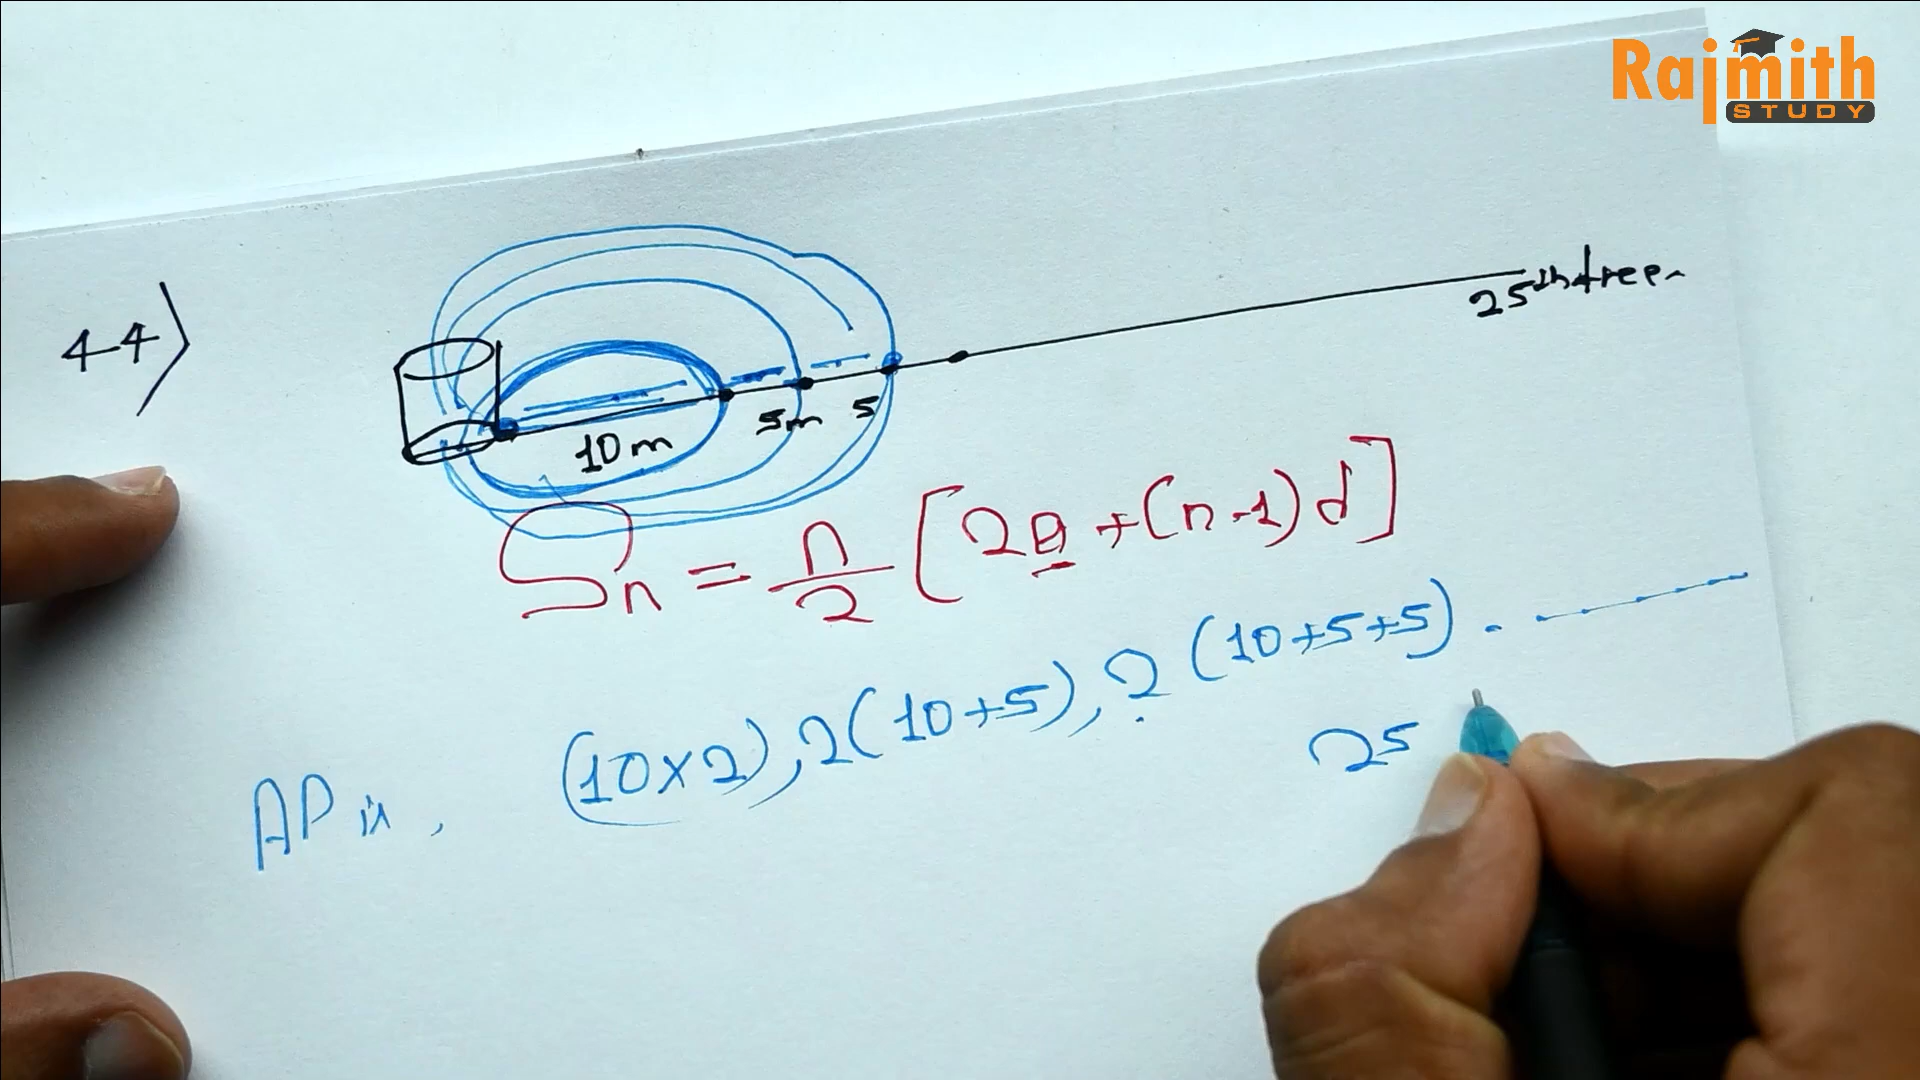 Rajmith
STUDY
44)
25th tree
10m 5m 5
Sn = n/2 [2a + (n-1)d]
AP is, (10×2), 2(10+5), 2(10+5+5). ------
25